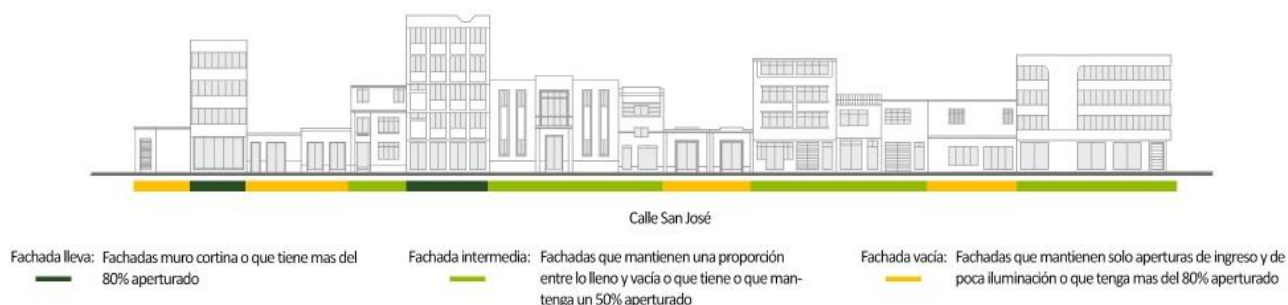 Calle San José
Fachada lleva: Fachadas muro cortina o que tiene mas del
80% aperturado
Fachada intermedia: Fachadas que mantienen una proporción
entre lo lleno y vacía o que tiene o que man-
tenga un 50% aperturado
Fachada vacía: Fachadas que mantienen solo aperturas de ingreso y de
poca iluminación o que tenga mas del 80% aperturado